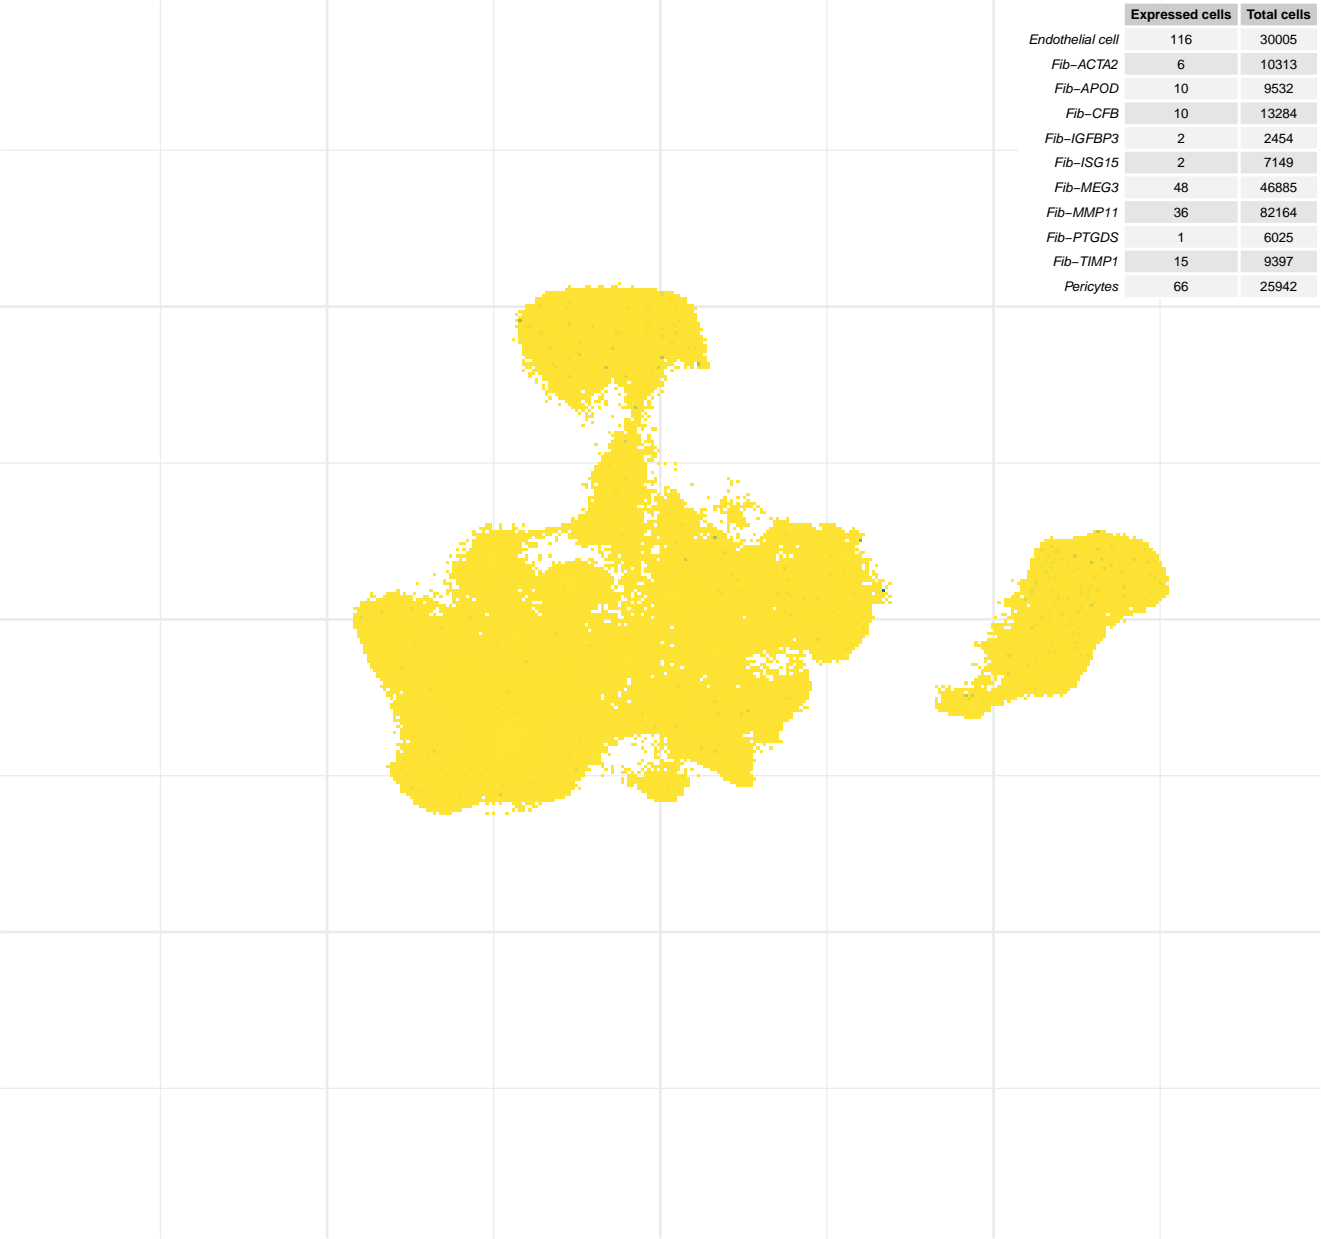 Expressed cells Total cells
Endothelial cell 116 30005
Fib−ACTA2 6 10313
Fib−APOD 10 9532
Fib−CFB 10 13284
Fib−IGFBP3 2 2454
Fib−ISG15 2 7149
Fib−MEG3 48 46885
Fib−MMP11 36 82164
Fib−PTGDS 1 6025
Fib−TIMP1 15 9397
Pericytes 66 25942